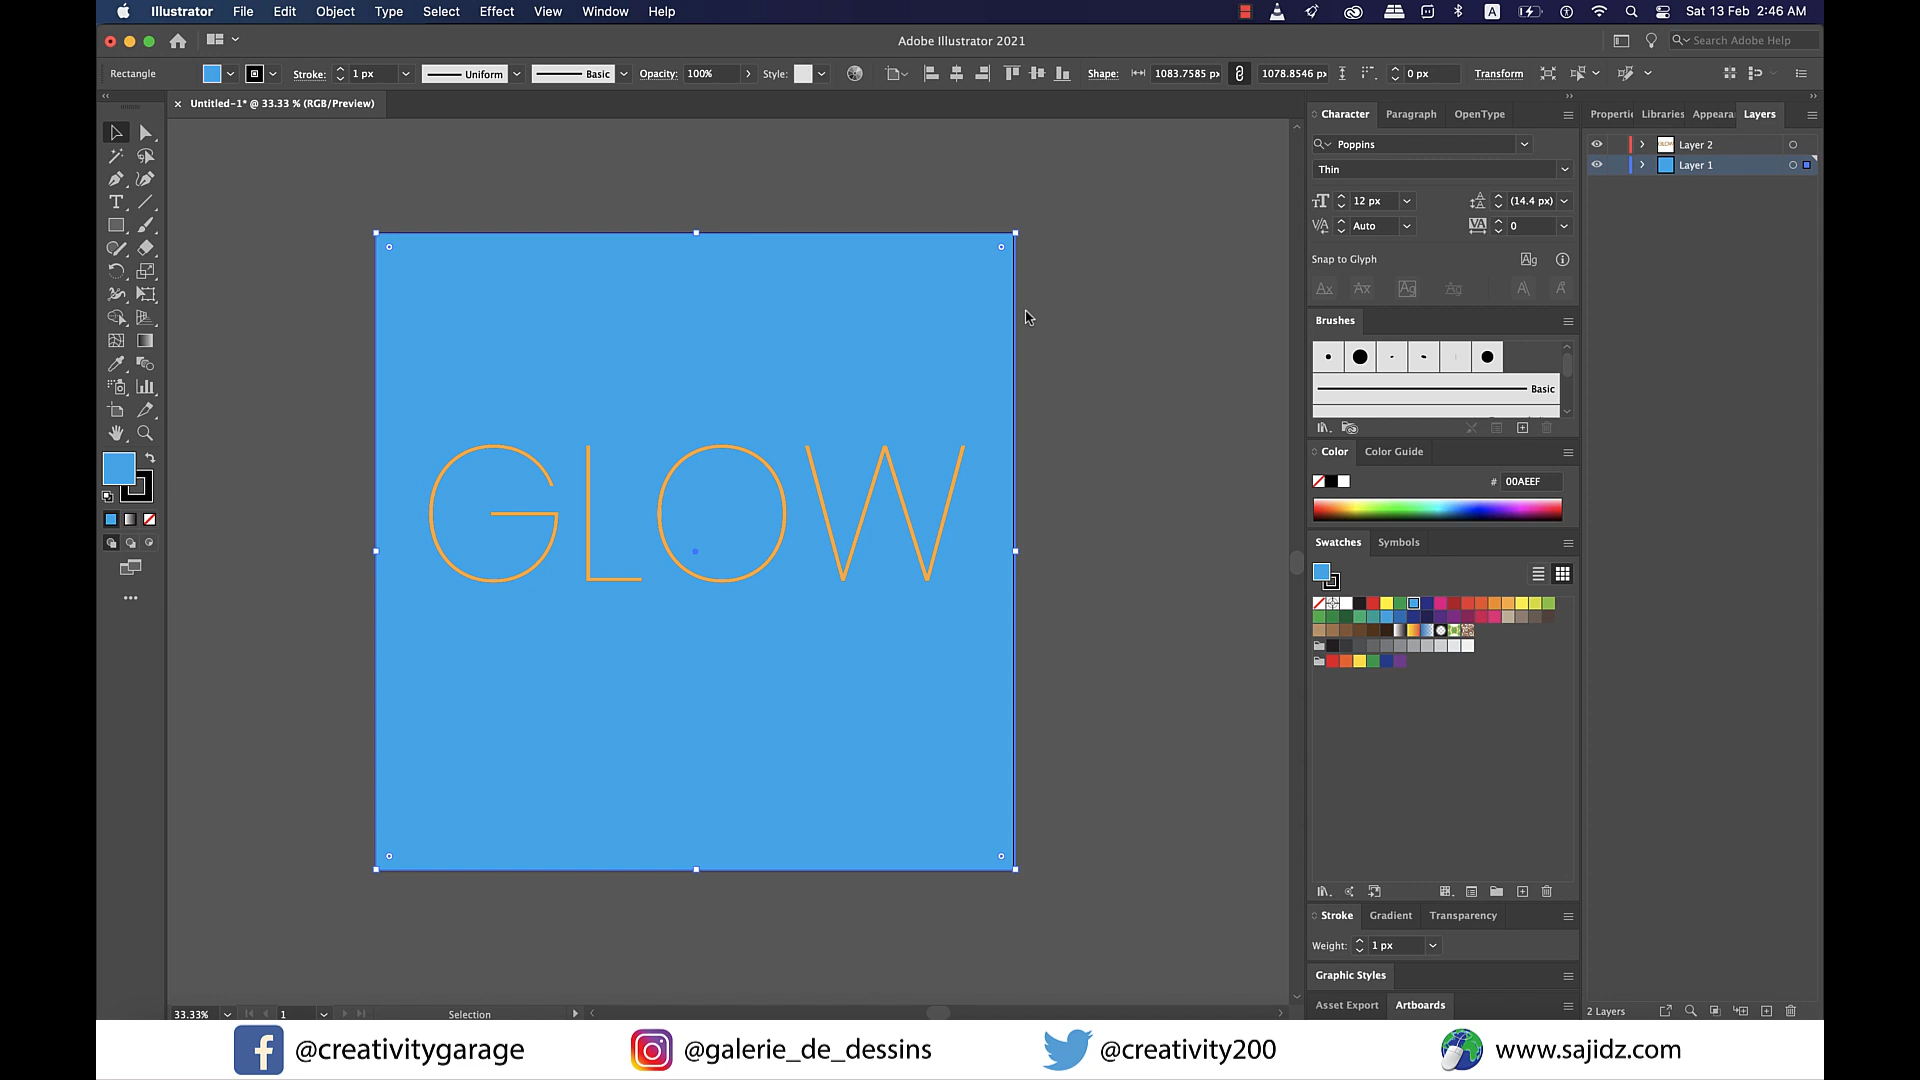 Illustrator File Edit Object Type Select Effect View Window Help
A
Sat 13 Feb 2:46 AM
Adobe Illustrator 2021
Search Adobe Help
Rectangle
Stroke: 1 px
Uniform
Basic
Opacity: 100%
Style:
Shape: 1083.7585 px
1078.8546 px
0 px
Transform
× Untitled-1* @ 33.33 % (RGB/Preview)
Character Paragraph OpenType
Properti Libraries Appeara Layers
Poppins
Layer 2
Thin
Layer 1
12 px
(14.4 px)
Auto
0
Snap to Glyph
Brushes
Basic
Color Color Guide
# 00AEEF
Swatches Symbols
GLOW
Stroke Gradient Transparency
Weight: 1 px
Graphic Styles
Asset Export Artboards
2 Layers
33.33%
1
Selection
@creativitygarage
@galerie_de_dessins
@creativity200
www.sajidz.com